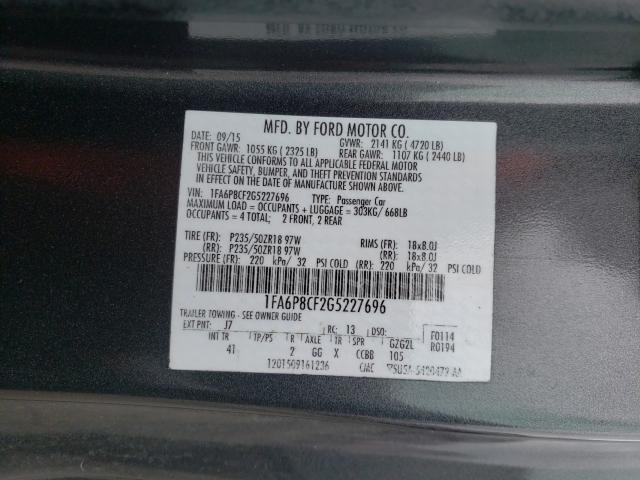 MFD. BY FORD MOTOR CO.
DATE: 09/15 GVWR: 2141 KG ( 4720 LB)
FRONT GAWR: 1055 KG ( 2325 LB) REAR GAWR: 1107 KG ( 2440 LB)
THIS VEHICLE CONFORMS TO ALL APPLICABLE FEDERAL MOTOR
VEHICLE SAFETY, BUMPER, AND THEFT PREVENTION STANDARDS
IN EFFECT ON THE DATE OF MANUFACTURE SHOWN ABOVE.
VIN: 1FA6P8CF2G5227696 TYPE: Passenger Car
MAXIMUM LOAD = OCCUPANTS + LUGGAGE = 303KG/ 668LB
OCCUPANTS = 4 TOTAL; 2 FRONT, 2 REAR
TIRE (FR): P235/50ZR18 97W RIMS (FR): 18x8.0J
(RR): P235/50ZR18 97W (RR): 18x8.0J
PRESSURE (FR): 220 kPa/ 32 PSI COLD (RR): 220 kPa/ 32 PSI COLD
1FA6P8CF2G5227696
TRAILER TOWING - SEE OWNER GUIDE
EXT PNT: J7 RC: 13 DSO: F0114
INT TR TP/PS R AXLE TR SPR GZGZL R0194
41 2 GG X CCBB 105
1201509161236 CMC